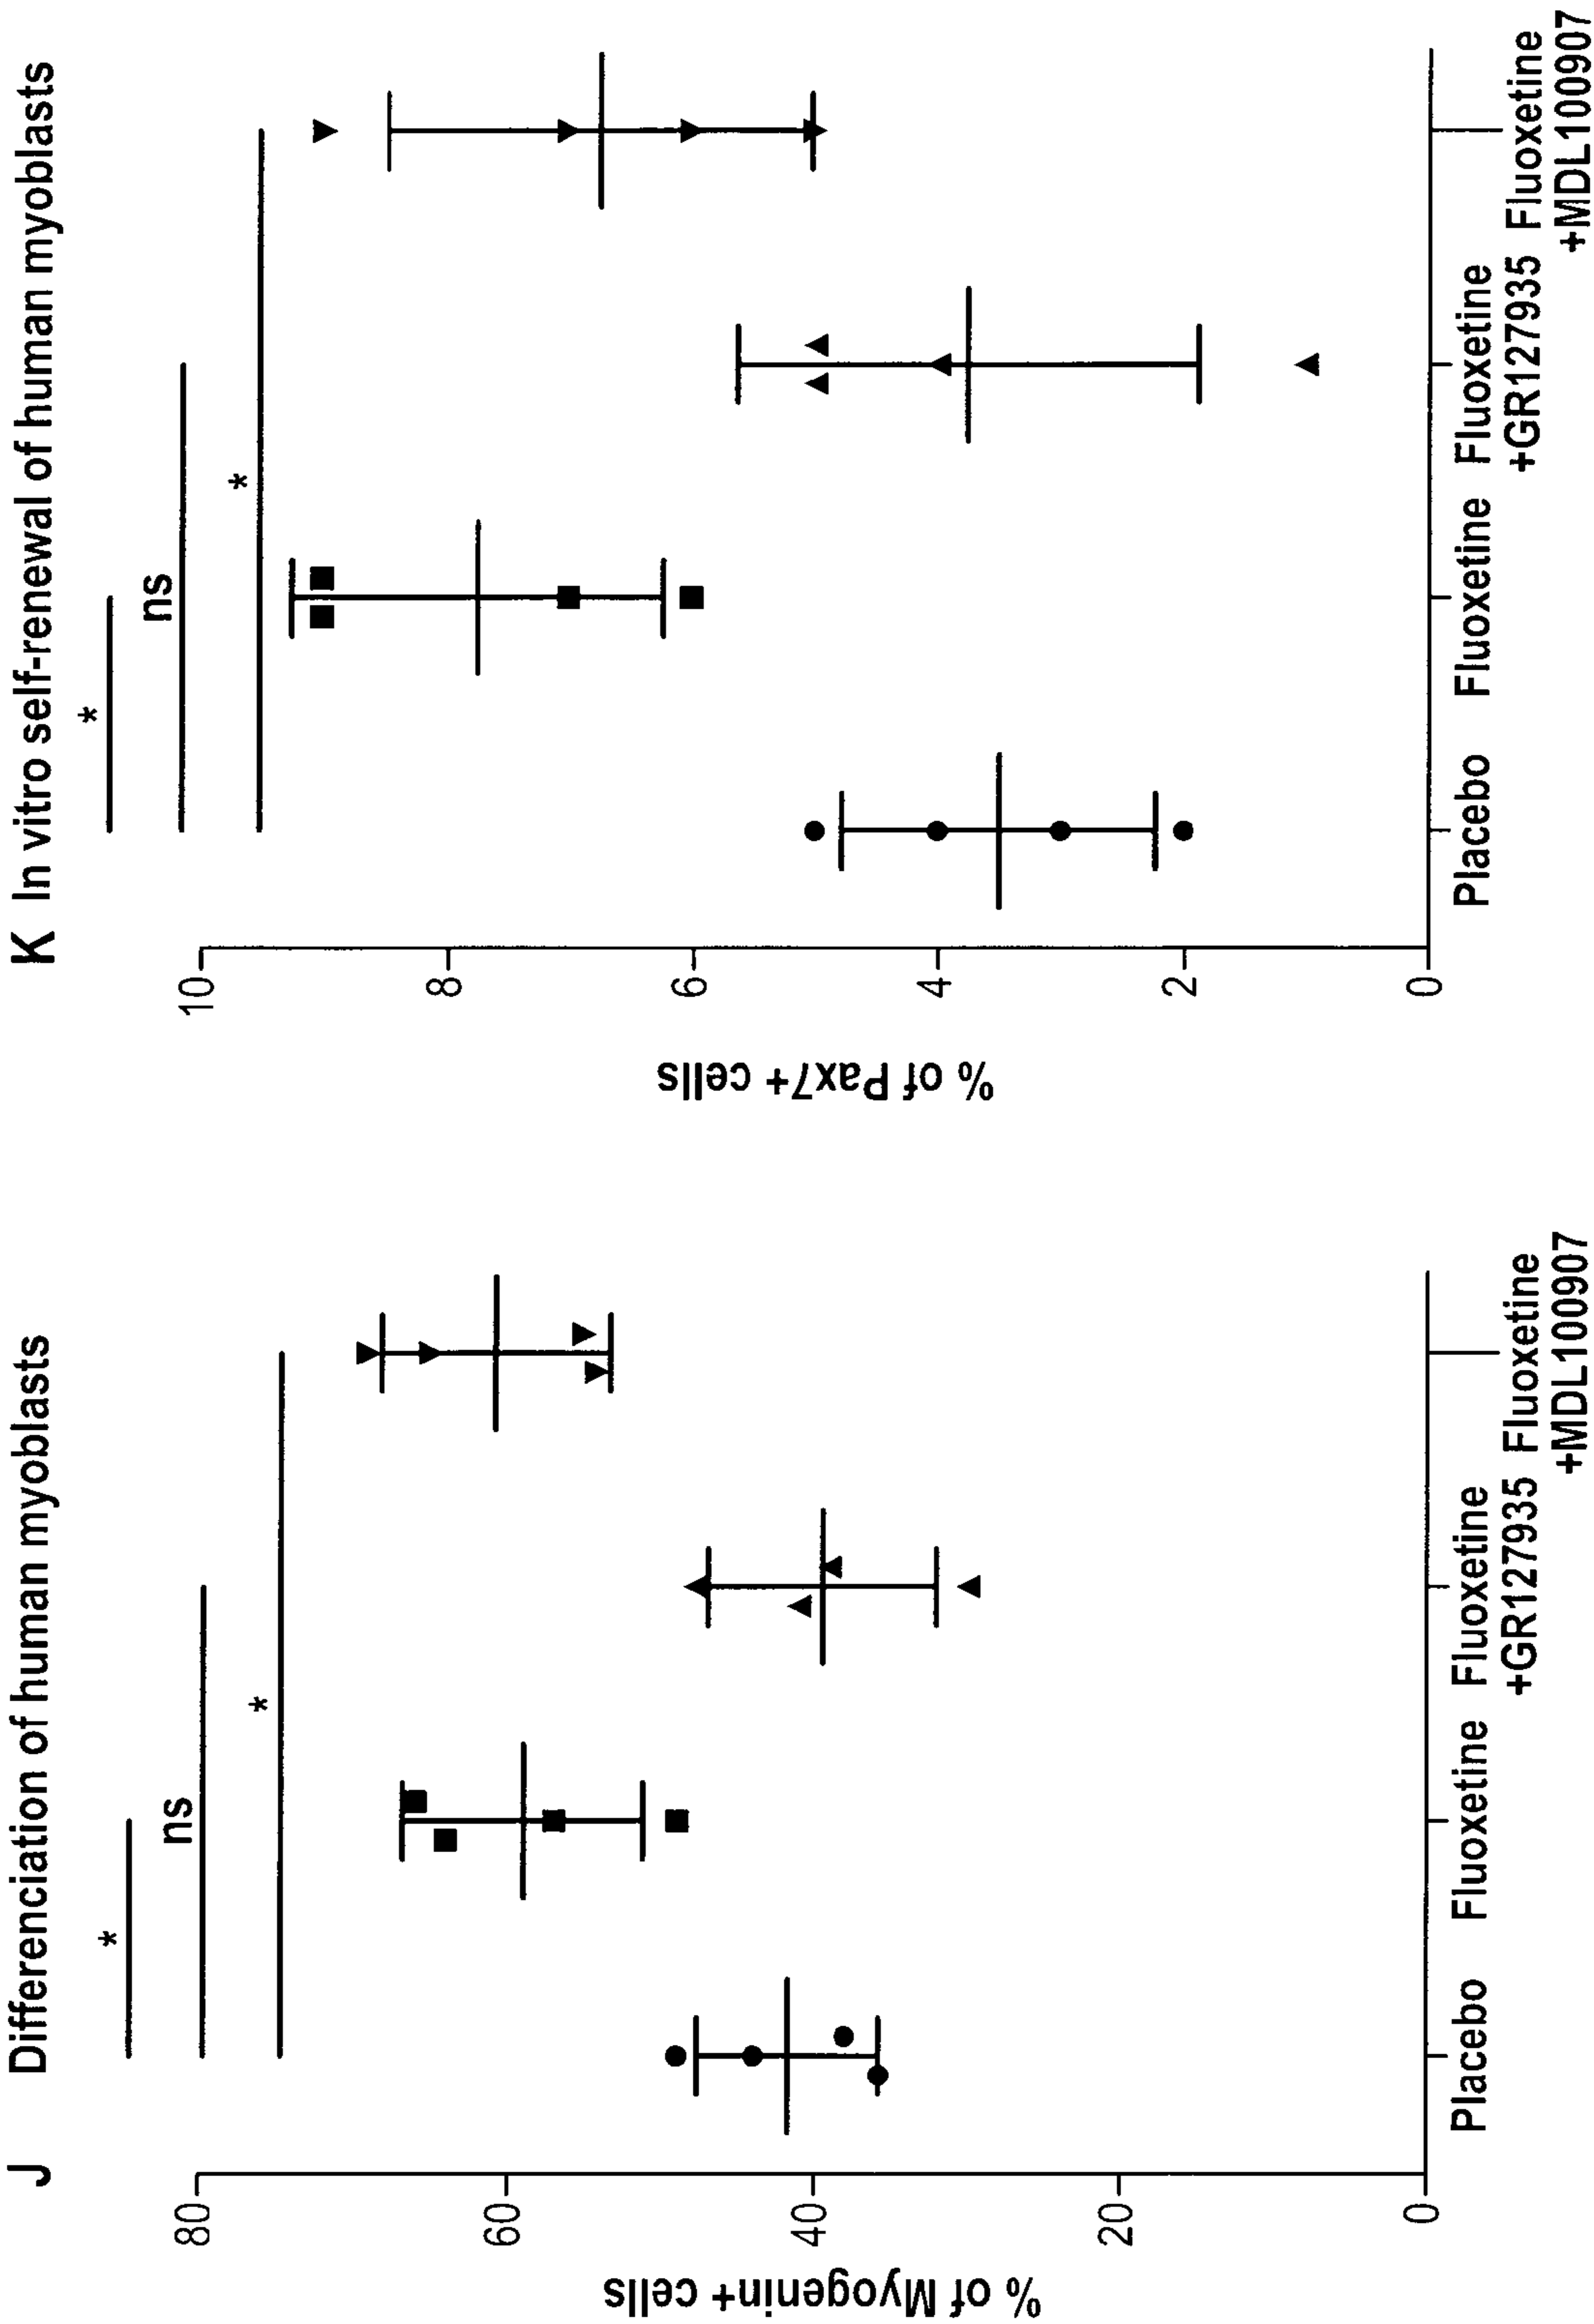 J Differenciation of human myoblasts
*
ns
*
80
60
40
20
0
% of Myogenin+ cells
Placebo
Fluoxetine
Fluoxetine
+GR127935
Fluoxetine
+MDL100907
K In vitro self-renewal of human myoblasts
*
ns
*
10
8
6
4
2
0
% of Pax7+ cells
Placebo
Fluoxetine
Fluoxetine
+GR127935
Fluoxetine
+MDL100907